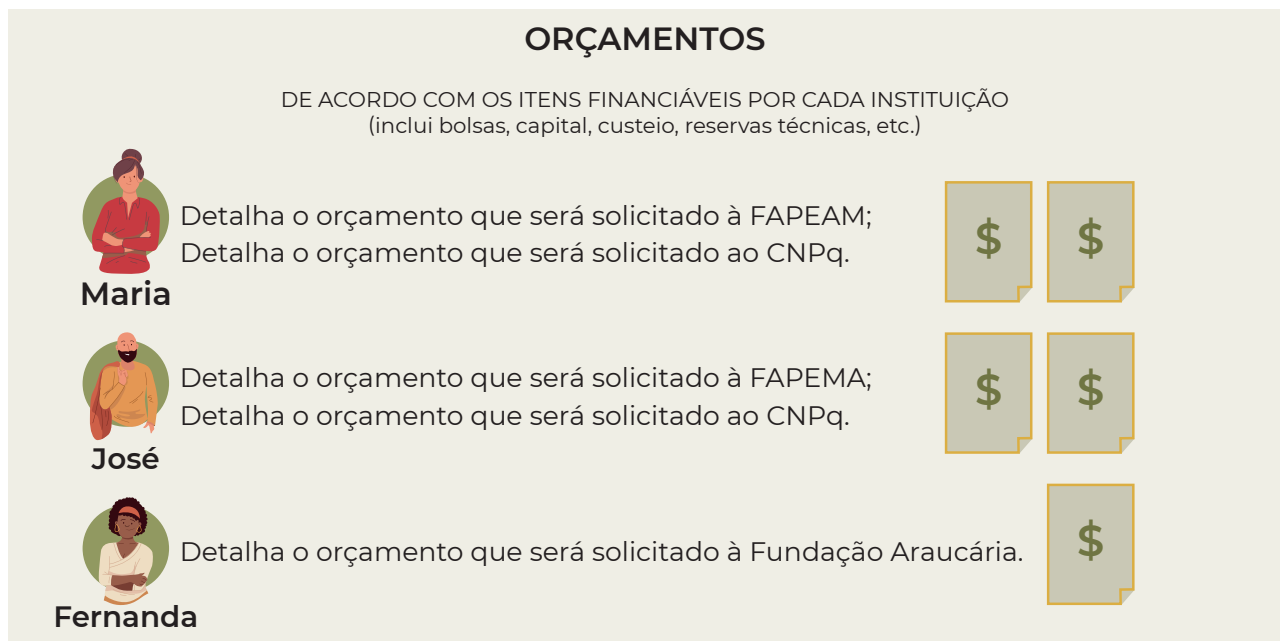 ORÇAMENTOS
DE ACORDO COM OS ITENS FINANCIÁVEIS POR CADA INSTITUIÇÃO
(inclui bolsas, capital, custeio, reservas técnicas, etc.)
Detalha o orçamento que será solicitado à FAPEAM;
Detalha o orçamento que será solicitado ao CNPq.
$ $
Maria
Detalha o orçamento que será solicitado à FAPEMA;
Detalha o orçamento que será solicitado ao CNPq.
$ $
José
Detalha o orçamento que será solicitado à Fundação Araucária.
$
Fernanda